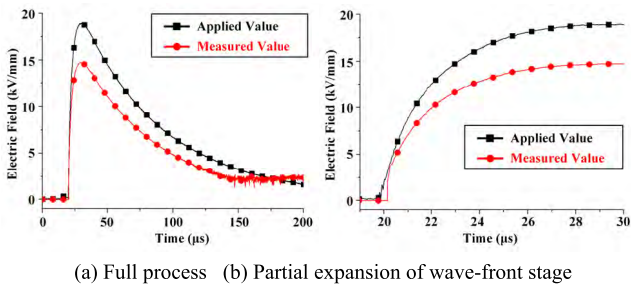 20
15
10
5
0
Electric Field (kV/mm)
Applied Value
Measured Value
0 50 100 150 200
Time (μs)
20
15
10
5
0
Electric Field (kV/mm)
Applied Value
Measured Value
20 22 24 26 28 30
Time (μs)
(a) Full process (b) Partial expansion of wave-front stage